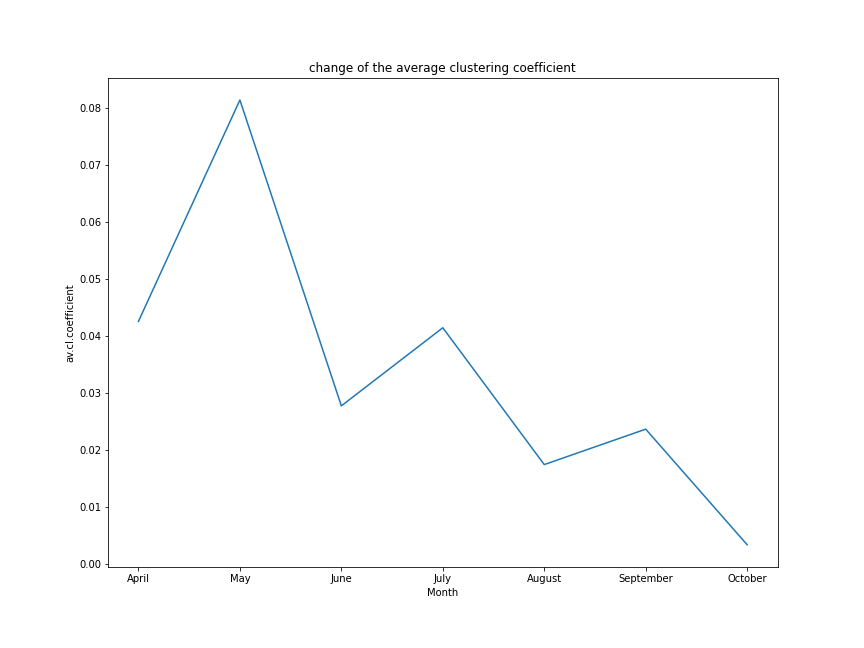 change of the average clustering coefficient
av.cl.coefficient
0.08
0.07
0.06
0.05
0.04
0.03
0.02
0.01
0.00
April May June July August September October
Month